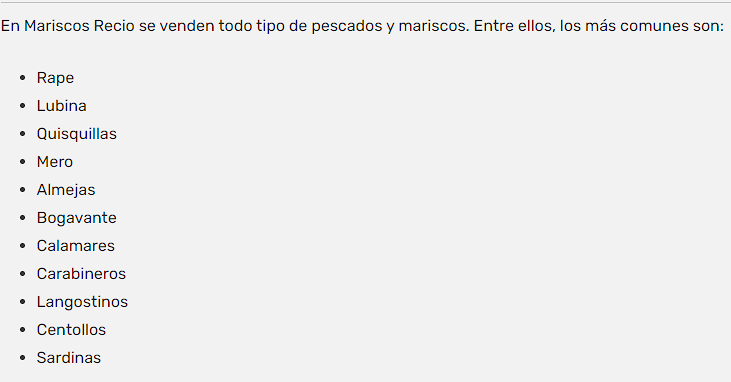 En Mariscos Recio se venden todo tipo de pescados y mariscos. Entre ellos, los más comunes son:
• Rape
• Lubina
• Quisquillas
• Mero
• Almejas
• Bogavante
• Calamares
• Carabineros
• Langostinos
• Centollos
• Sardinas